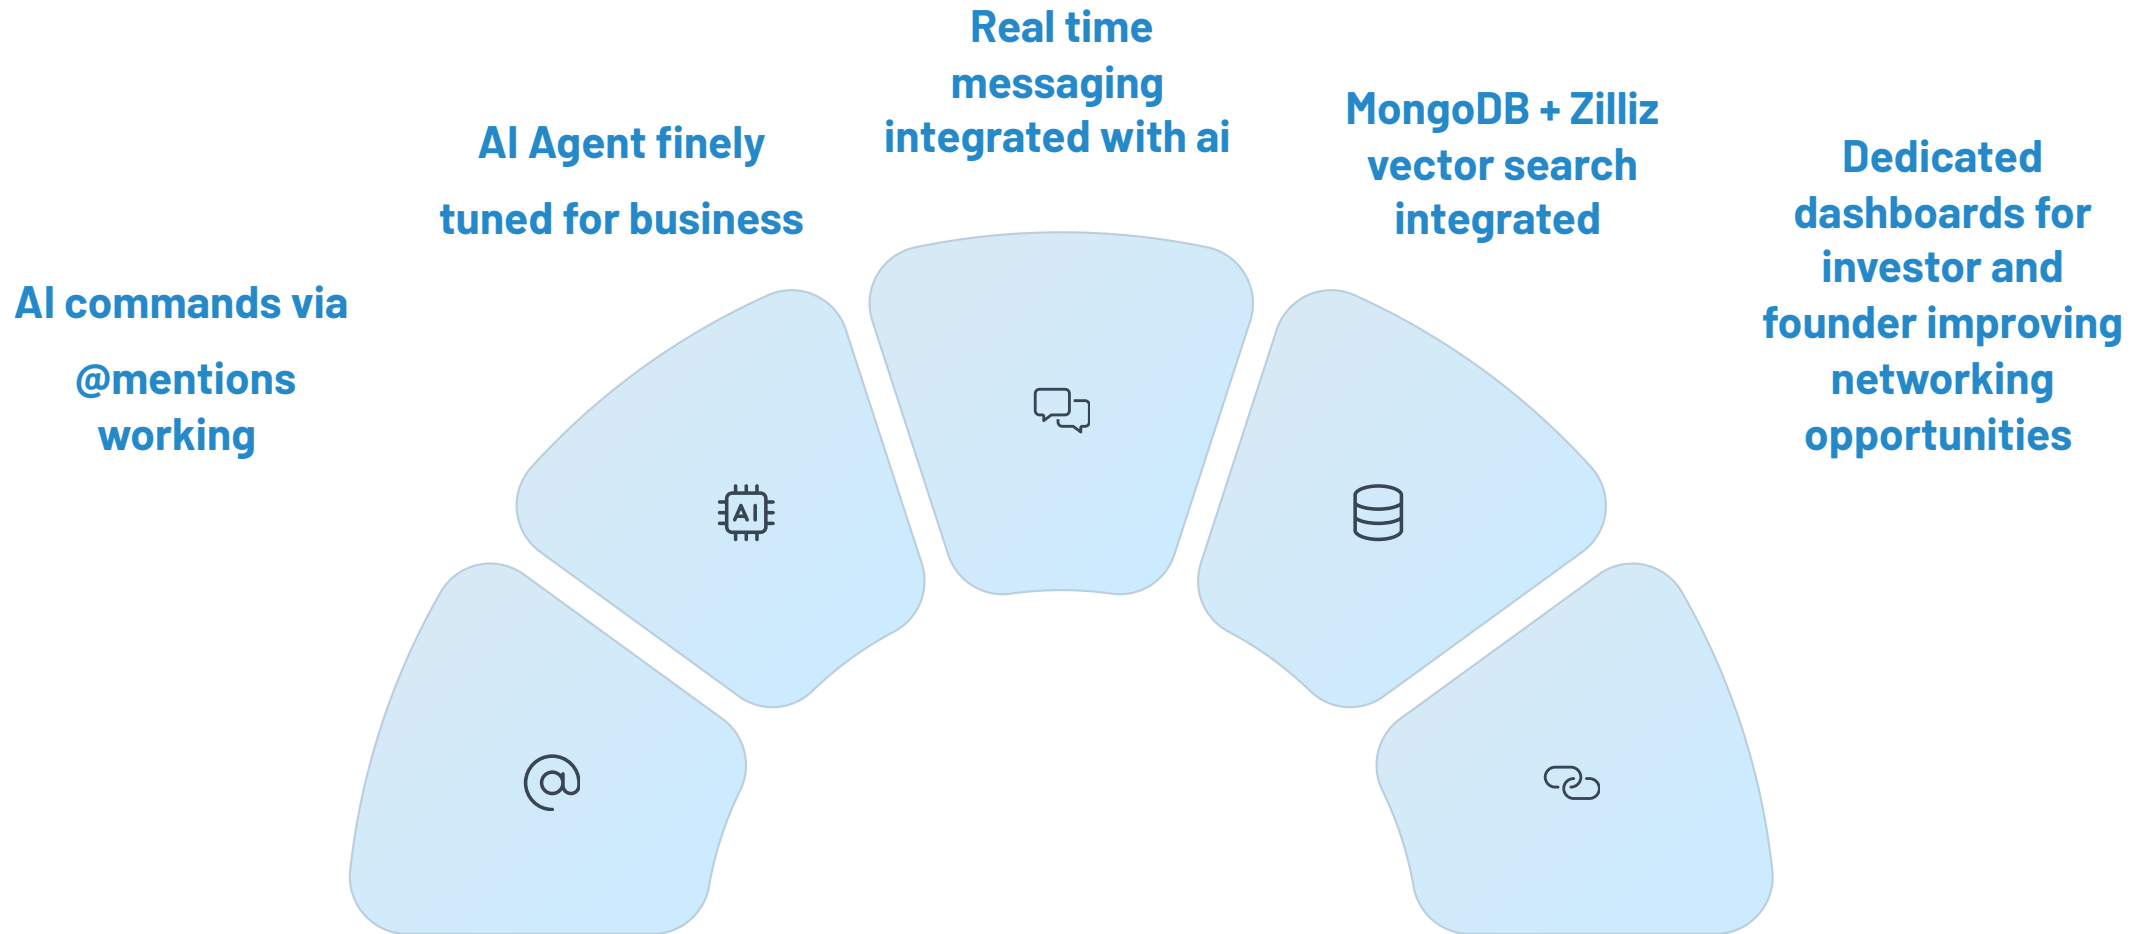 AI commands via
@mentions
working
AI Agent finely
tuned for business
Real time
messaging
integrated with ai
MongoDB + Zilliz
vector search
integrated
Dedicated
dashboards for
investor and
founder improving
networking
opportunities
@
AI